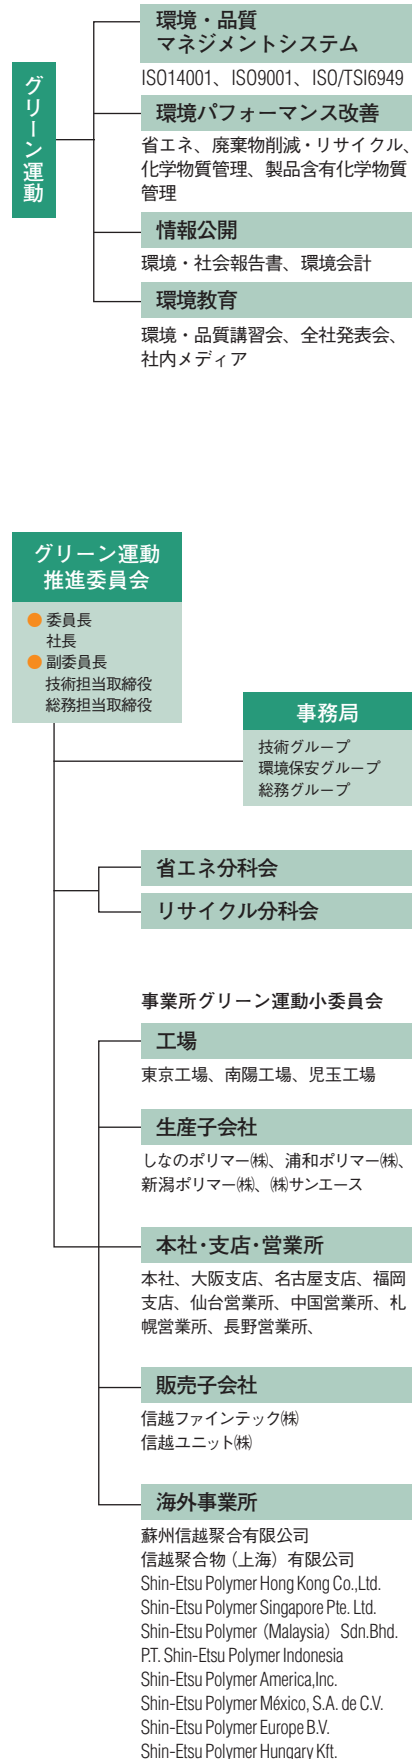 グリーン運動
環境・品質
マネジメントシステム
ISO14001、ISO9001、ISO/TSI6949
環境パフォーマンス改善
省エネ、廃棄物削減・リサイクル、
化学物質管理、製品含有化学物質
管理
情報公開
環境・社会報告書、環境会計
環境教育
環境・品質講習会、全社発表会、
社内メディア
グリーン運動
推進委員会
● 委員長
社長
● 副委員長
技術担当取締役
総務担当取締役
事務局
技術グループ
環境保安グループ
総務グループ
省エネ分科会
リサイクル分科会
事業所グリーン運動小委員会
工場
東京工場、南陽工場、児玉工場
生産子会社
しなのポリマー㈱、浦和ポリマー㈱、
新潟ポリマー㈱、㈱サンエース
本社・支店・営業所
本社、大阪支店、名古屋支店、福岡
支店、仙台営業所、中国営業所、札
幌営業所、長野営業所、
販売子会社
信越ファインテック㈱
信越ユニット㈱
海外事業所
蘇州信越聚合有限公司
信越聚合物（上海）有限公司
Shin-Etsu Polymer Hong Kong Co.,Ltd.
Shin-Etsu Polymer Singapore Pte. Ltd.
Shin-Etsu Polymer（Malaysia）Sdn.Bhd.
P.T. Shin-Etsu Polymer Indonesia
Shin-Etsu Polymer America,Inc.
Shin-Etsu Polymer México, S.A. de C.V.
Shin-Etsu Polymer Europe B.V.
Shin-Etsu Polymer Hungary Kft.